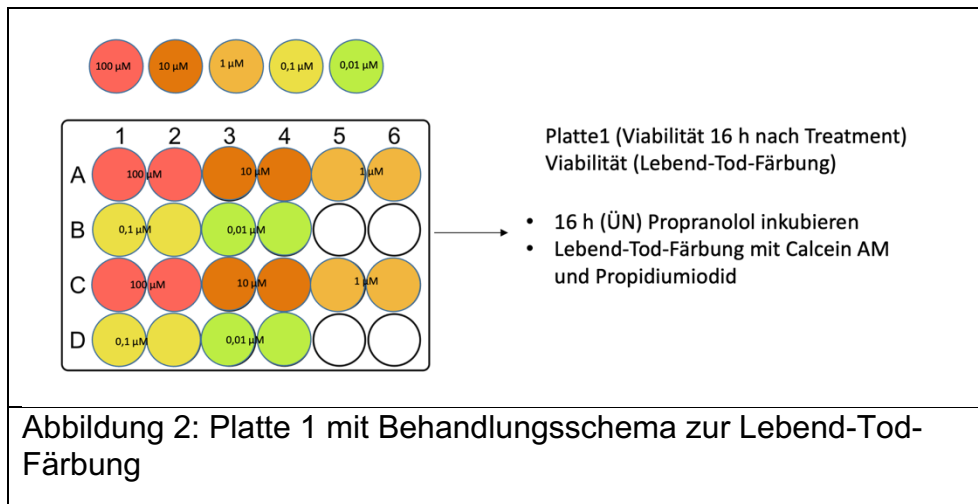 100 µM 10 µM 1 µM 0,1 µM 0,01 µM
1 2 3 4 5 6
A 100 µM 10 µM 1 µM
B 0,1 µM 0,01 µM
C 100 µM 10 µM 1 µM
D 0,1 µM 0,01 µM
Platte1 (Viabilität 16 h nach Treatment)
Viabilität (Lebend-Tod-Färbung)
• 16 h (ÜN) Propranolol inkubieren
• Lebend-Tod-Färbung mit Calcein AM
und Propidiumiodid
Abbildung 2: Platte 1 mit Behandlungsschema zur Lebend-Tod-
Färbung